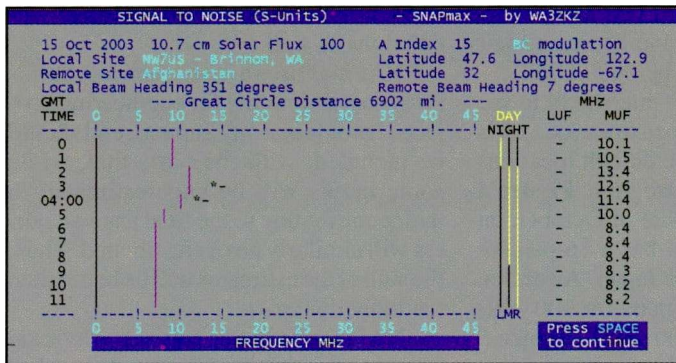 SIGNAL TO NOISE (S-Units) - SNAPmax - by WA3ZKZ
15 Oct 2003 10.7 cm Solar Flux 100 A Index 15 BC modulation
Local Site NW7US - Brinnon, WA Latitude 47.6 Longitude 122.9
Remote Site Afghanistan Latitude 32 Longitude -67.1
Local Beam Heading 351 degrees Remote Beam Heading 7 degrees
GMT --- Great Circle Distance 6902 mi. --- MHz
TIME 0 5 10 15 20 25 30 35 40 45 DAY LUF MUF
NIGHT
0 - 10.1
1 - 10.5
2 - 13.4
3 *- - 12.6
04:00 *- - 11.4
5 - 10.0
6 - 8.4
7 - 8.4
8 - 8.4
9 - 8.3
10 - 8.2
11 - 8.2
LMR
0 5 10 15 20 25 30 35 40 45
FREQUENCY MHz
Press SPACE
to continue